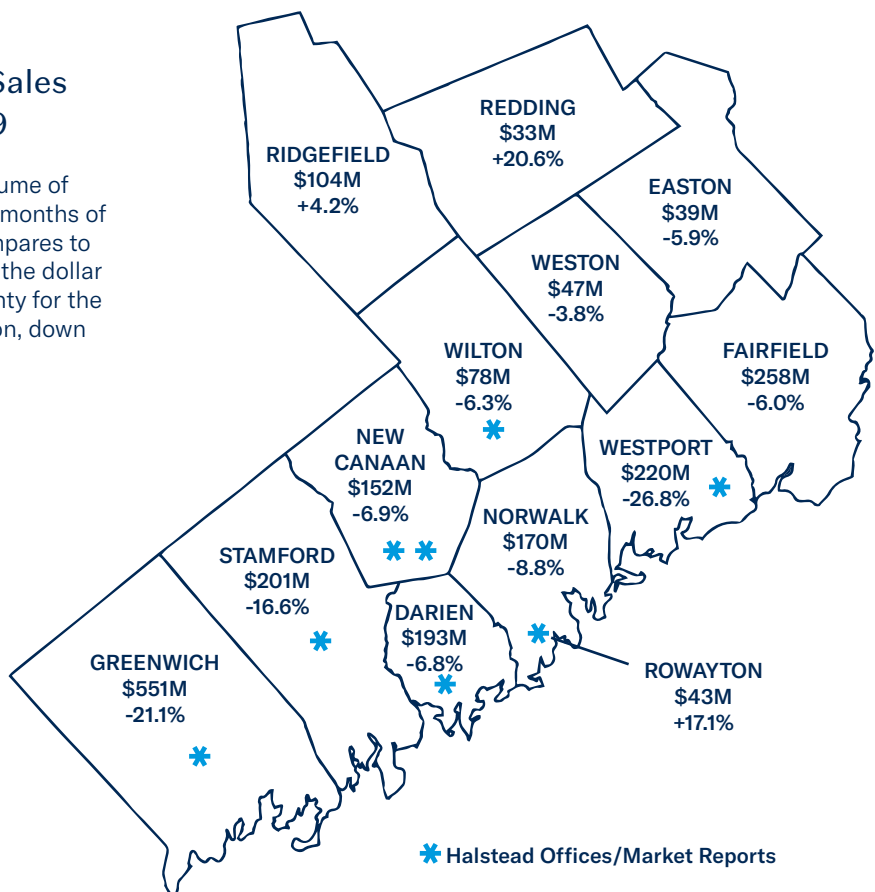 Sales
9
ume of
months of
mpares to
the dollar
nty for the
on, down
REDDING
$33M
+20.6%
RIDGEFIELD
$104M
+4.2%
EASTON
$39M
-5.9%
WESTON
$47M
-3.8%
WILTON
$78M
-6.3%
FAIRFIELD
$258M
-6.0%
NEW
CANAAN
$152M
-6.9%
WESTPORT
$220M
-26.8%
NORWALK
$170M
-8.8%
STAMFORD
$201M
-16.6%
DARIEN
$193M
-6.8%
GREENWICH
$551M
-21.1%
ROWAYTON
$43M
+17.1%
Halstead Offices/Market Reports